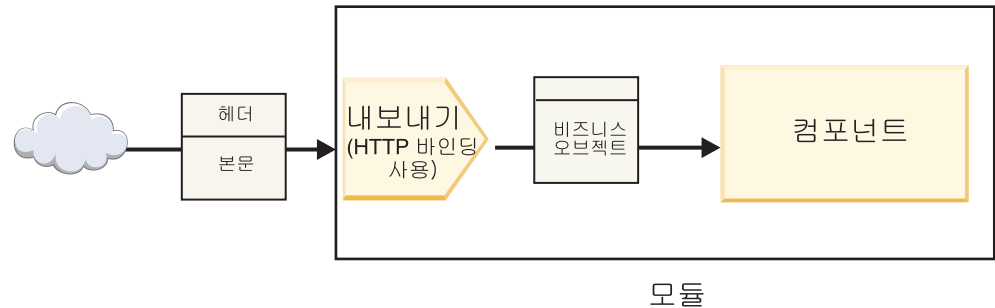 헤더
본문
내보내기
(HTTP 바인딩
사용)
비즈니스
오브젝트
컴포넌트
모듈